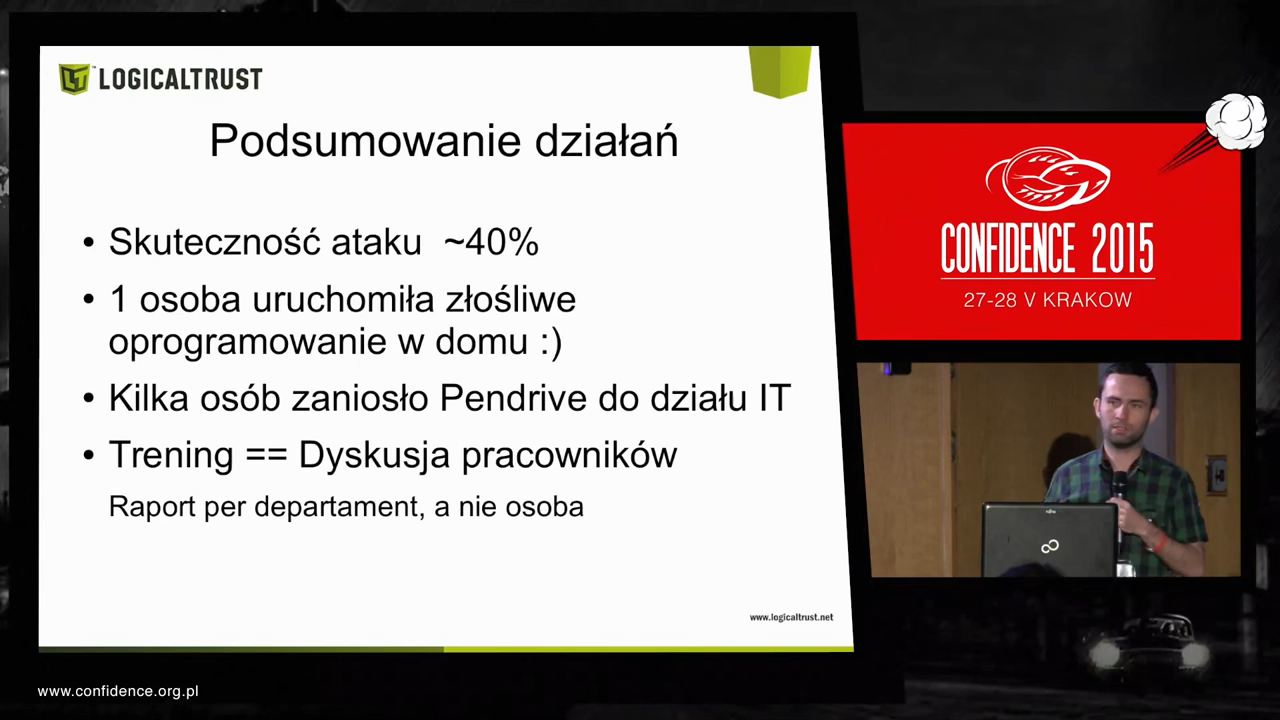 LOGICALTRUST
Podsumowanie działań
• Skuteczność ataku ~40%
• 1 osoba uruchomiła złośliwe
oprogramowanie w domu :)
• Kilka osób zaniosło Pendrive do działu IT
• Trening == Dyskusja pracowników
Raport per departament, a nie osoba
www.logicaltrust.net
CONFIDENCE 2015
27-28 V KRAKOW
www.confidence.org.pl